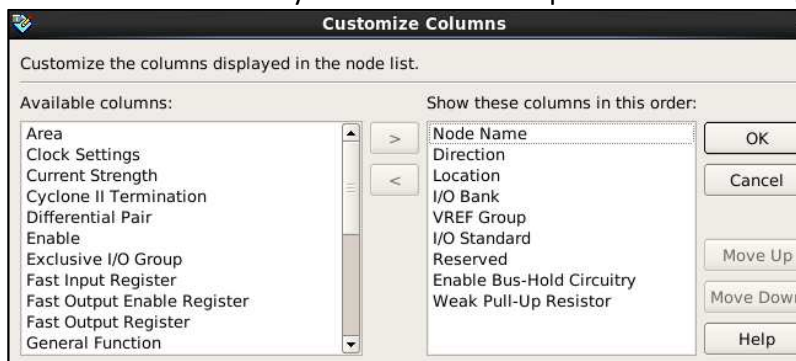 Customize Columns
Customize the columns displayed in the node list.
Available columns:
Area
Clock Settings
Current Strength
Cyclone II Termination
Differential Pair
Enable
Exclusive I/O Group
Fast Input Register
Fast Output Enable Register
Fast Output Register
General Function
>
<
Show these columns in this order:
Node Name
Direction
Location
I/O Bank
VREF Group
I/O Standard
Reserved
Enable Bus-Hold Circuitry
Weak Pull-Up Resistor
OK
Cancel
Move Up
Move Down
Help